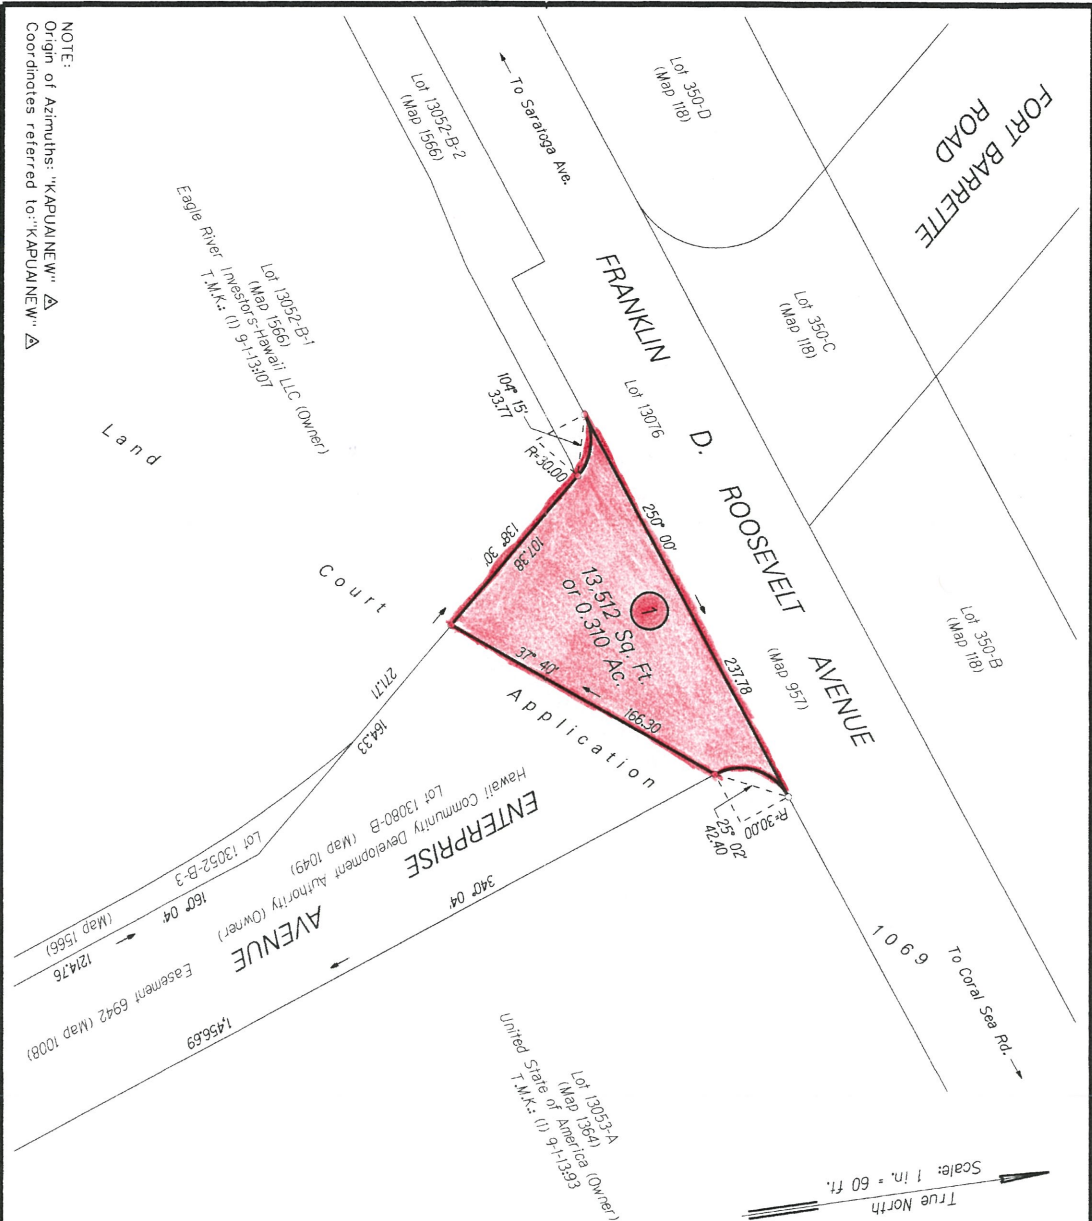 FORT BARRETTE
ROAD
Lot 350-D
(Map 118)
To Saratoga Ave.
Lot 13052-B-2
(Map 1566)
NOTE:
Origin of Azimuths: "KAPUAI NEW"
Coordinates referred to: "KAPUAI NEW"
Lot 350-C
(Map 118)
Lot 13052-B-1
(Map 1566)
Eagle River Investors-Hawaii LLC (Owner)
T.M.K.: (1) 9-1-13:107
FRANKLIN D. ROOSEVELT AVENUE
Lot 13076
(Map 957)
Lot 350-B
(Map 118)
104° 15'
33.77
R=30.00
250° 00'
237.78
1
13,512 Sq. Ft.
or 0.310 Ac.
138° 30'
107.38
37° 40'
166.30
R=30.00
25° 02'
42.40
Land Court Application 1069
271.71
164.33
To Coral Sea Rd.
ENTERPRISE AVENUE
Hawaii Community Development Authority (Owner)
Lot 13080-B (Map 1049)
Lot 13052-B-3
(Map 1566)
160° 04'
1214.76
Easement 6942 (Map 1008)
340° 04'
1,456.69
Lot 13053-A
(Map 1364)
United State of America (Owner)
T.M.K.: (1) 9-1-13:93
True North
Scale: 1 in. = 60 ft.